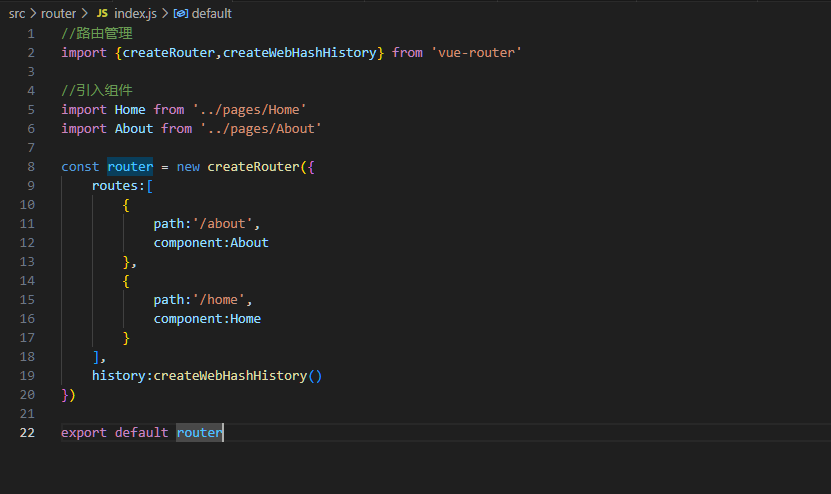 src > router > JS index.js > default
1 //路由管理
2 import {createRouter,createWebHashHistory} from 'vue-router'
3
4 //引入组件
5 import Home from '../pages/Home'
6 import About from '../pages/About'
7
8 const router = new createRouter({
9     routes:[
10         {
11             path:'/about',
12             component:About
13         },
14         {
15             path:'/home',
16             component:Home
17         }
18     ],
19     history:createWebHashHistory()
20 })
21
22 export default router